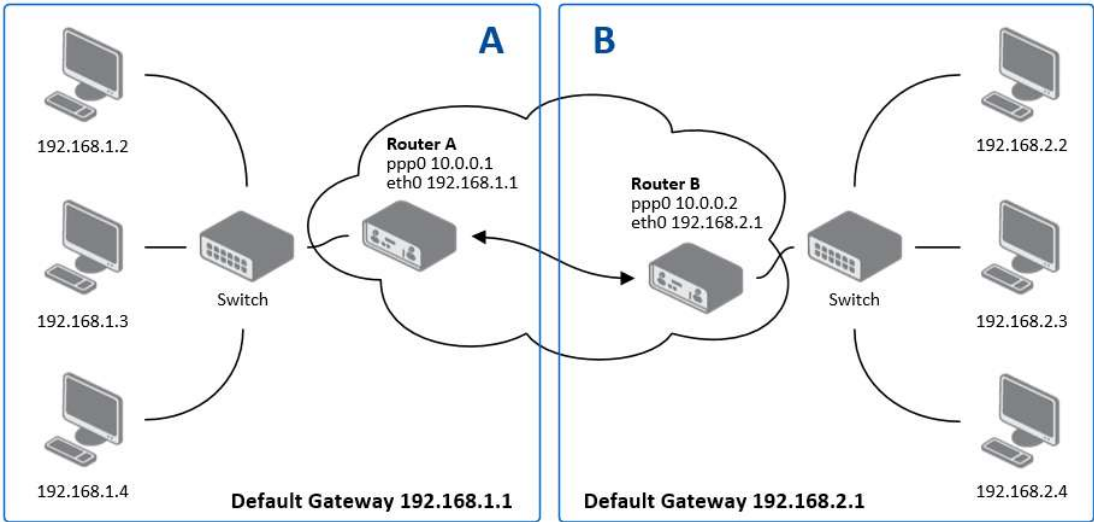 A
192.168.1.2
192.168.1.3
192.168.1.4
Switch
Router A
ppp0 10.0.0.1
eth0 192.168.1.1
Default Gateway 192.168.1.1
B
Router B
ppp0 10.0.0.2
eth0 192.168.2.1
Switch
192.168.2.2
192.168.2.3
192.168.2.4
Default Gateway 192.168.2.1